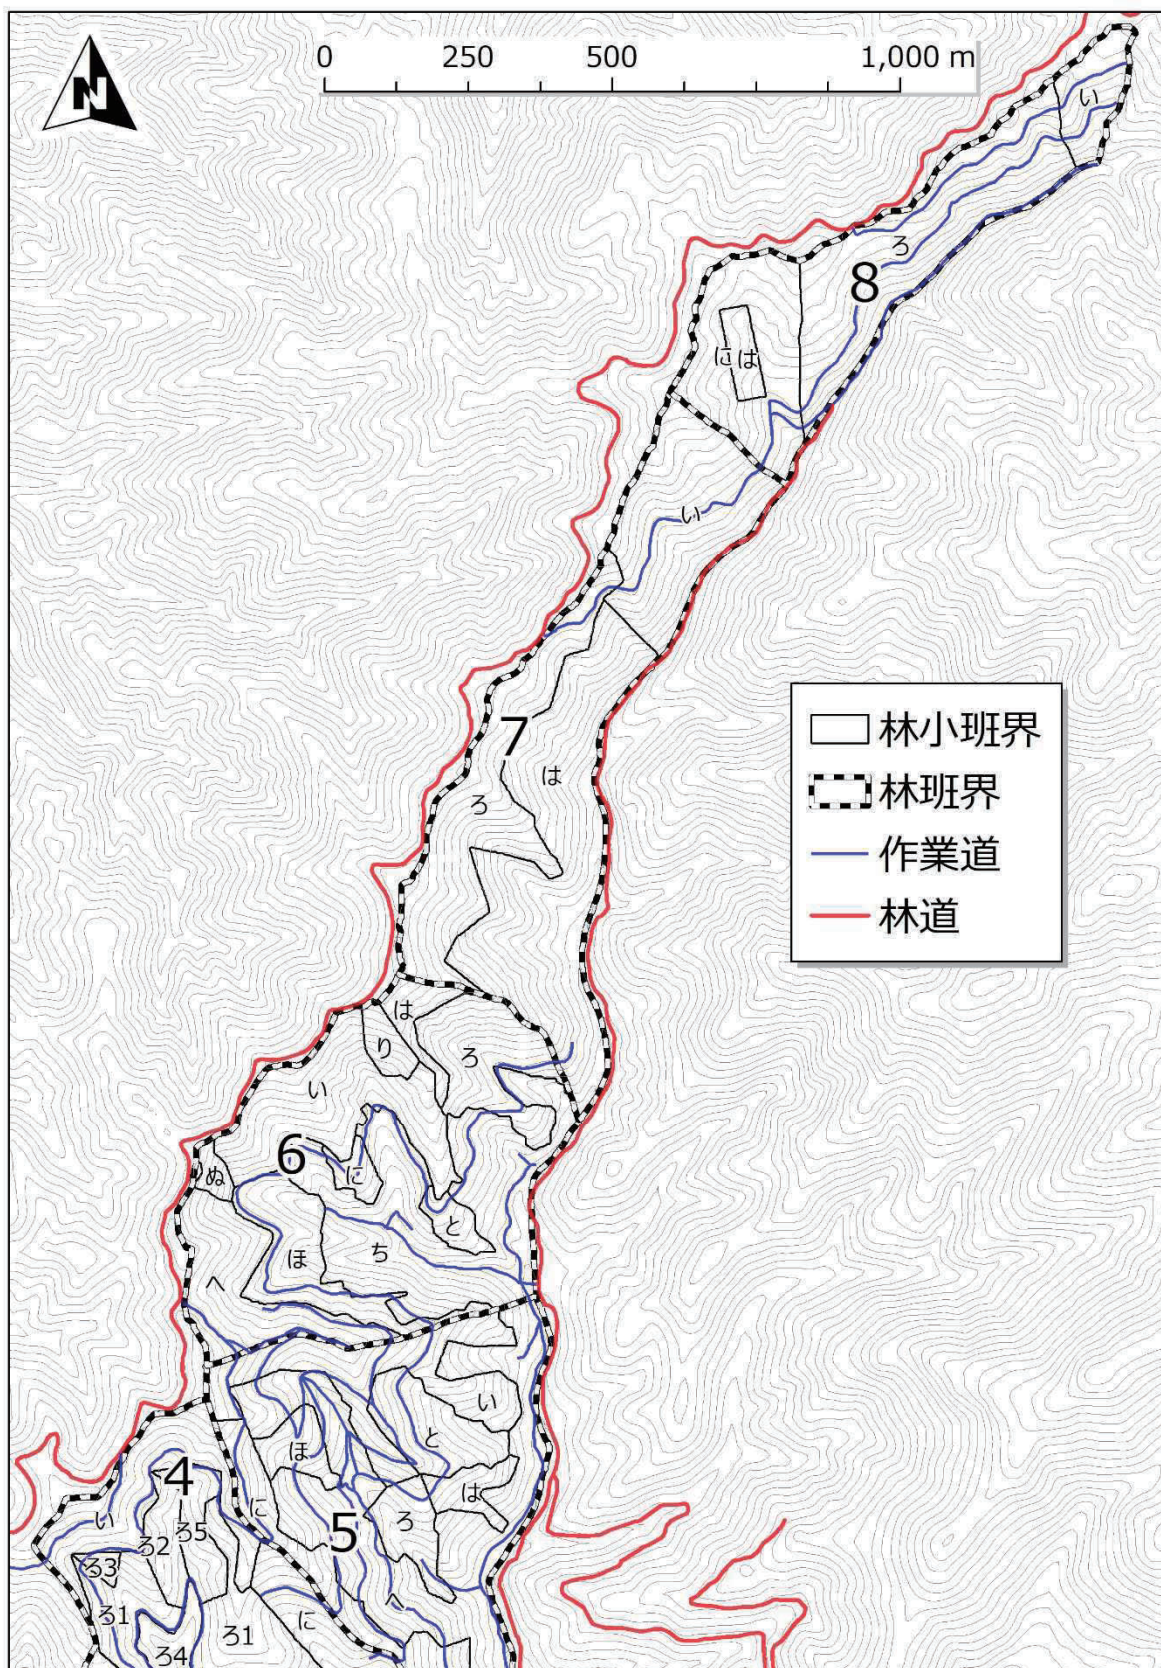 N
0 250 500 1,000 m
い
ろ
8
に は
い
林小班界
林班界
作業道
林道
7
は
ろ
は
り
ろ
い
6
に
ぬ
と
ほ
ち
へ
い
ほ
と
4
に
は
い
ろ5
ろ2
5
ろ
ろ3
へ
ろ1
ろ1
に
ろ4